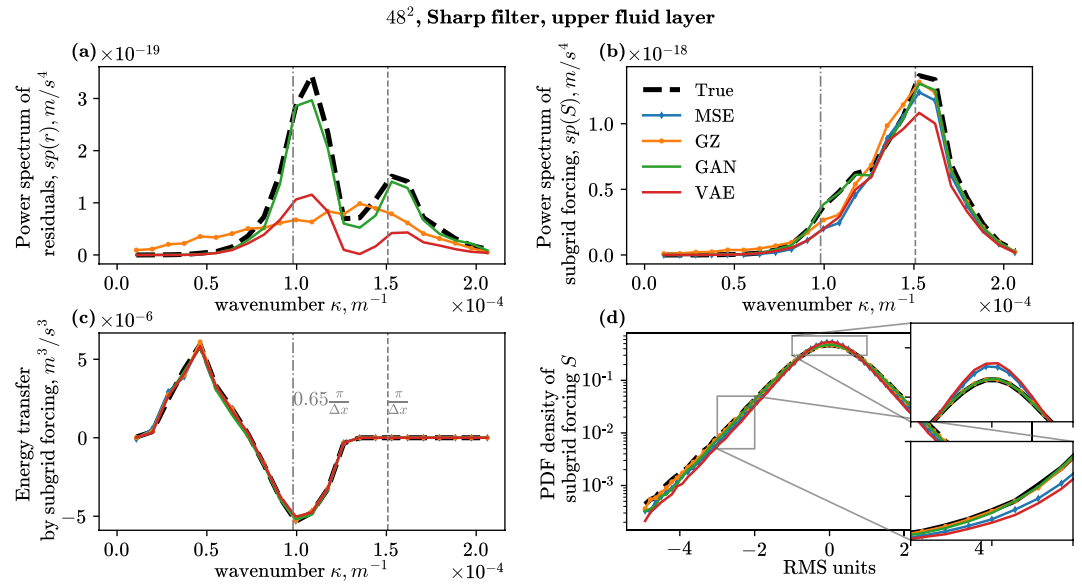 48², Sharp filter, upper fluid layer
(a) ×10⁻¹⁹
Power spectrum of
residuals, sp(r), m/s⁴
3
2
1
0
0.0 0.5 1.0 1.5 2.0
wavenumber κ, m⁻¹ ×10⁻⁴
(b) ×10⁻¹⁸
Power spectrum of
subgrid forcing, sp(S), m/s⁴
1.0
0.5
0.0
True
MSE
GZ
GAN
VAE
0.0 0.5 1.0 1.5 2.0
wavenumber κ, m⁻¹ ×10⁻⁴
(c) ×10⁻⁶
Energy transfer
by subgrid forcing, m³/s³
5
0
−5
0.65 π/Δx
π/Δx
0.0 0.5 1.0 1.5 2.0
wavenumber κ, m⁻¹ ×10⁻⁴
(d)
PDF density of
subgrid forcing S
10⁻¹
10⁻²
10⁻³
−4 −2 0 2 4
RMS units